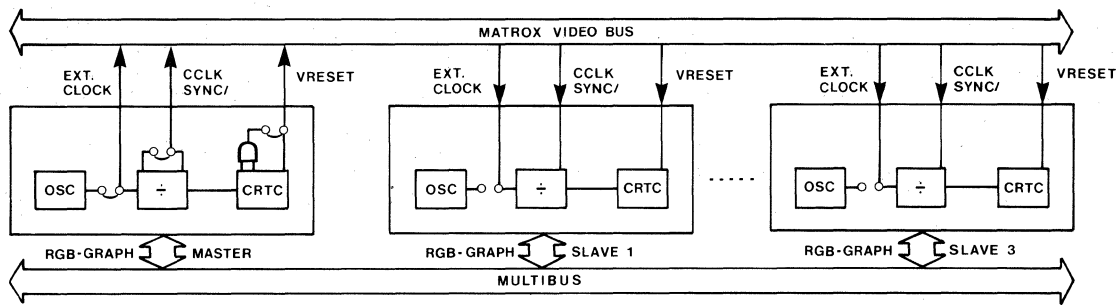 MATROX VIDEO BUS
EXT.
CLOCK
CCLK
SYNC/
VRESET
EXT.
CLOCK
CCLK
SYNC/
VRESET
EXT.
CLOCK
CCLK
SYNC/
VRESET
OSC
÷
CRTC
OSC
÷
CRTC
.....
OSC
÷
CRTC
RGB-GRAPH MASTER
RGB-GRAPH SLAVE 1
RGB-GRAPH SLAVE 3
MULTIBUS